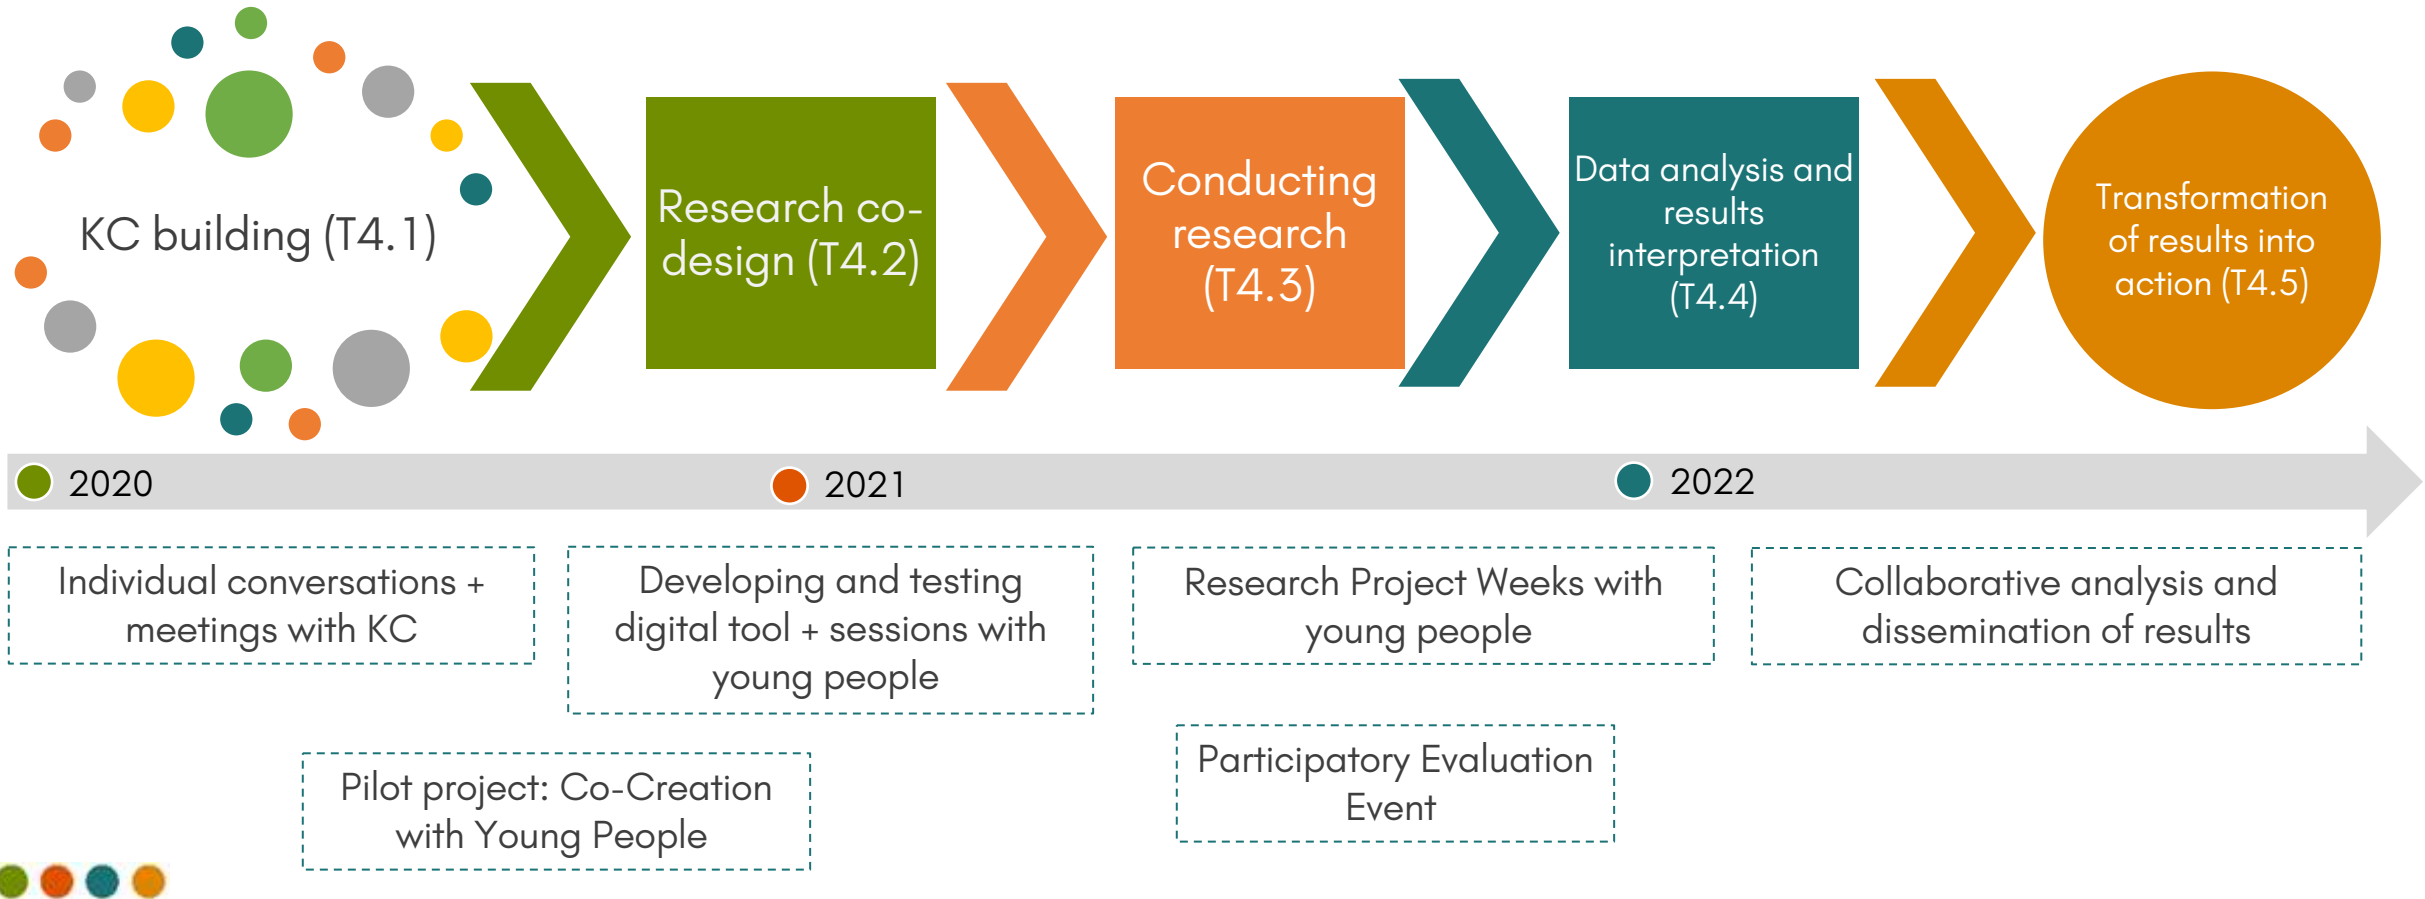 KC building (T4.1)
Research co-
design (T4.2)
Conducting
research
(T4.3)
Data analysis and
results
interpretation
(T4.4)
Transformation
of results into
action (T4.5)
2020
2021
2022
Individual conversations +
meetings with KC
Developing and testing
digital tool + sessions with
young people
Research Project Weeks with
young people
Collaborative analysis and
dissemination of results
Pilot project: Co-Creation
with Young People
Participatory Evaluation
Event